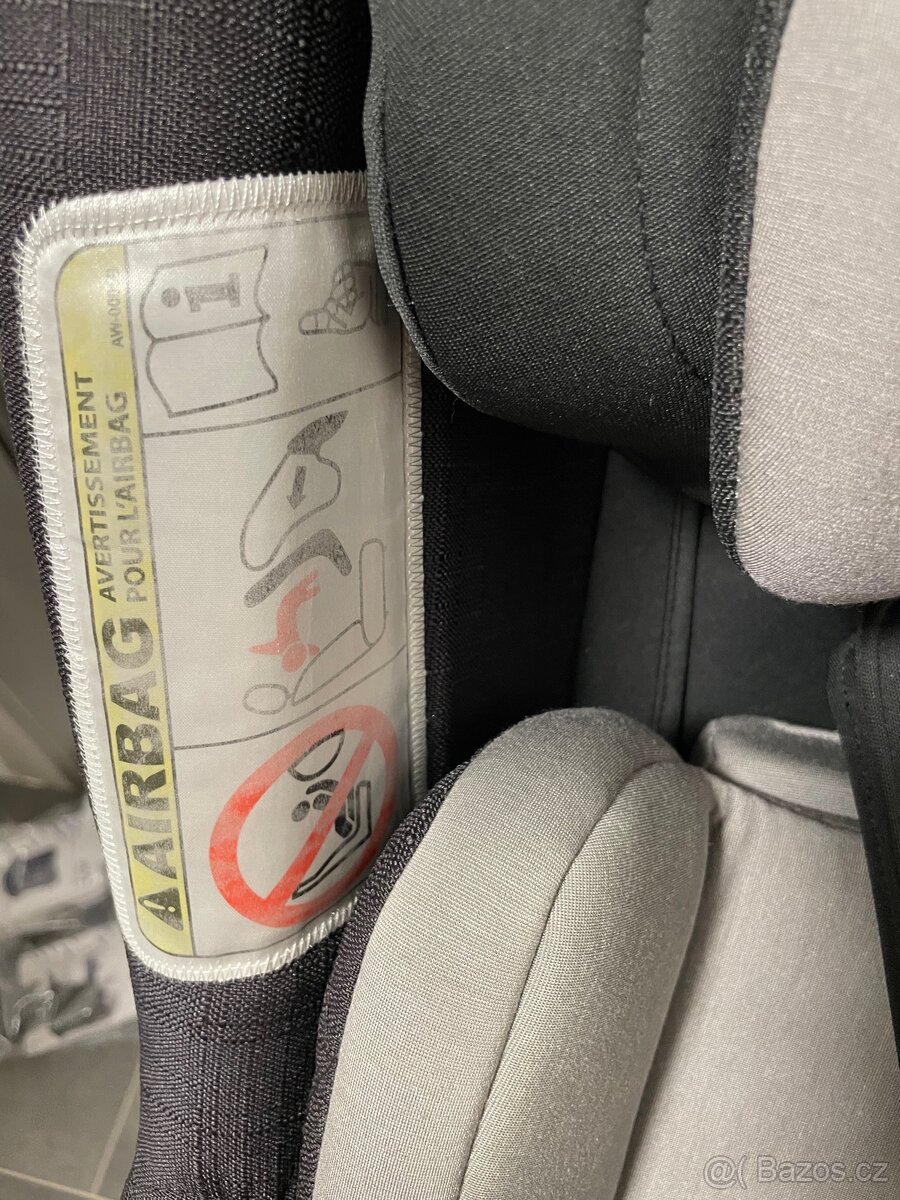 AIRBAG
AVERTISSEMENT
POUR L'AIRBAG
i
@( Bazos.cz